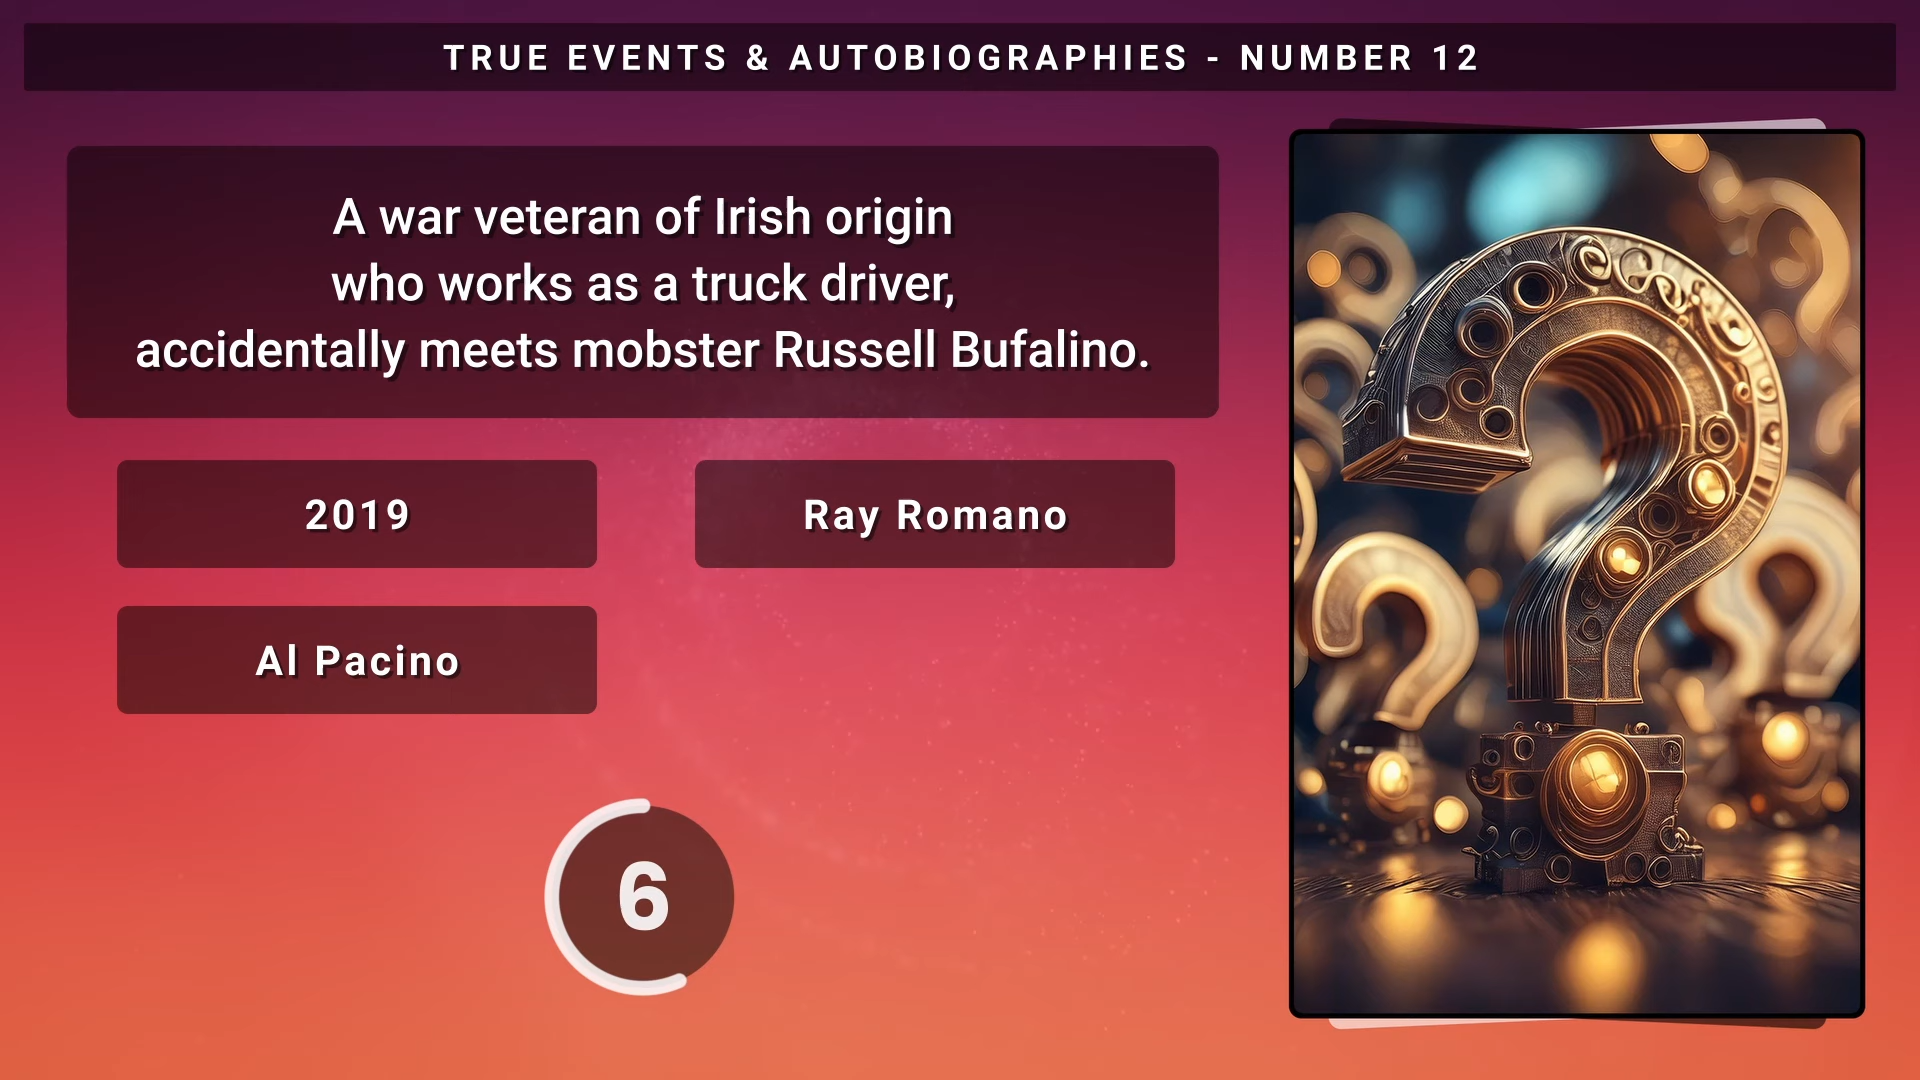 TRUE EVENTS & AUTOBIOGRAPHIES - NUMBER 12
A war veteran of Irish origin
who works as a truck driver,
accidentally meets mobster Russell Bufalino.
2019
Ray Romano
Al Pacino
6